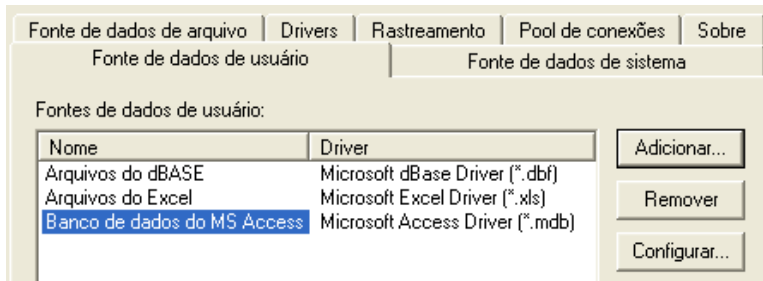 Fonte de dados de arquivo Drivers Rastreamento Pool de conexões Sobre
Fonte de dados de usuário Fonte de dados de sistema
Fontes de dados de usuário:
Nome Driver Adicionar...
Arquivos do dBASE Microsoft dBase Driver (*.dbf)
Arquivos do Excel Microsoft Excel Driver (*.xls) Remover
Banco de dados do MS Access Microsoft Access Driver (*.mdb)
Configurar...